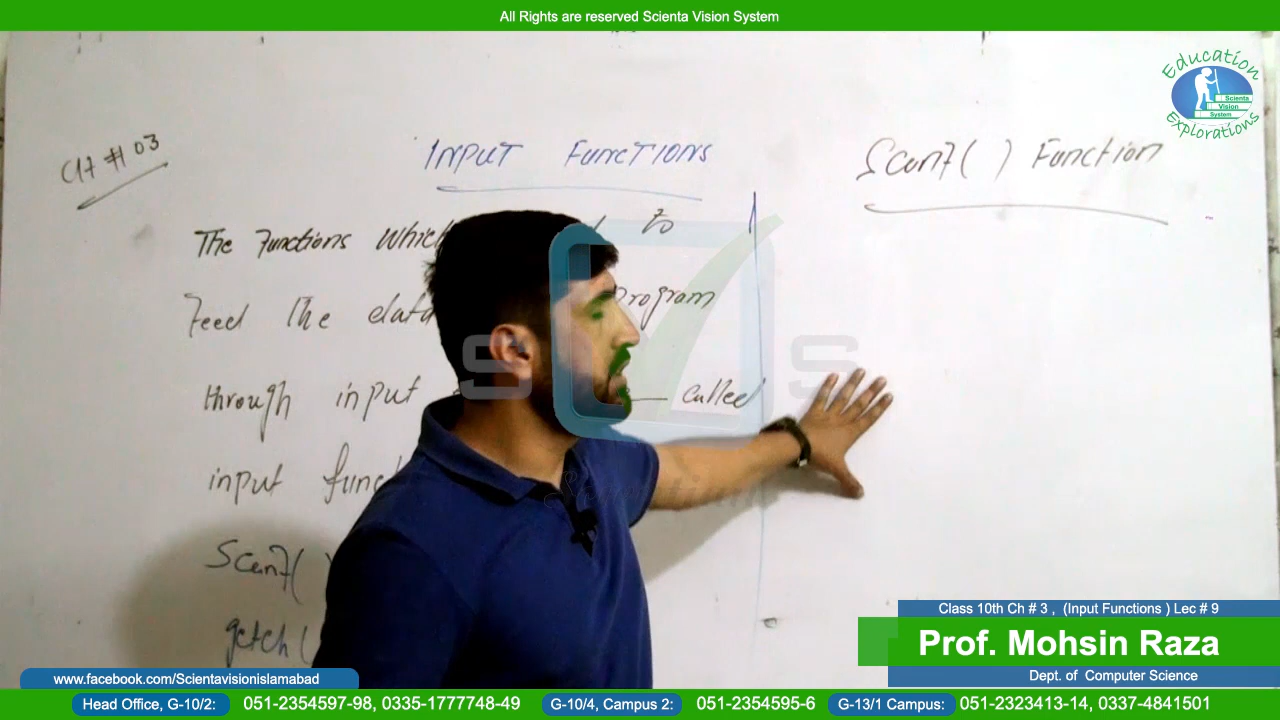 All Rights are reserved Scienta Vision System
Education
Scienta
Vision
System
Explorations
CH # 03
INPUT FUNCTIONS
Scanf( ) Function
The Functions Which to
Feed The data Program
through input called
input func
Scanf( )
getch (
S S
Class 10th Ch # 3 , (Input Functions ) Lec # 9
Prof. Mohsin Raza
Dept. of Computer Science
www.facebook.com/Scientavisionislamabad
Head Office, G-10/2: 051-2354597-98, 0335-1777748-49 G-10/4, Campus 2: 051-2354595-6 G-13/1 Campus: 051-2323413-14, 0337-4841501